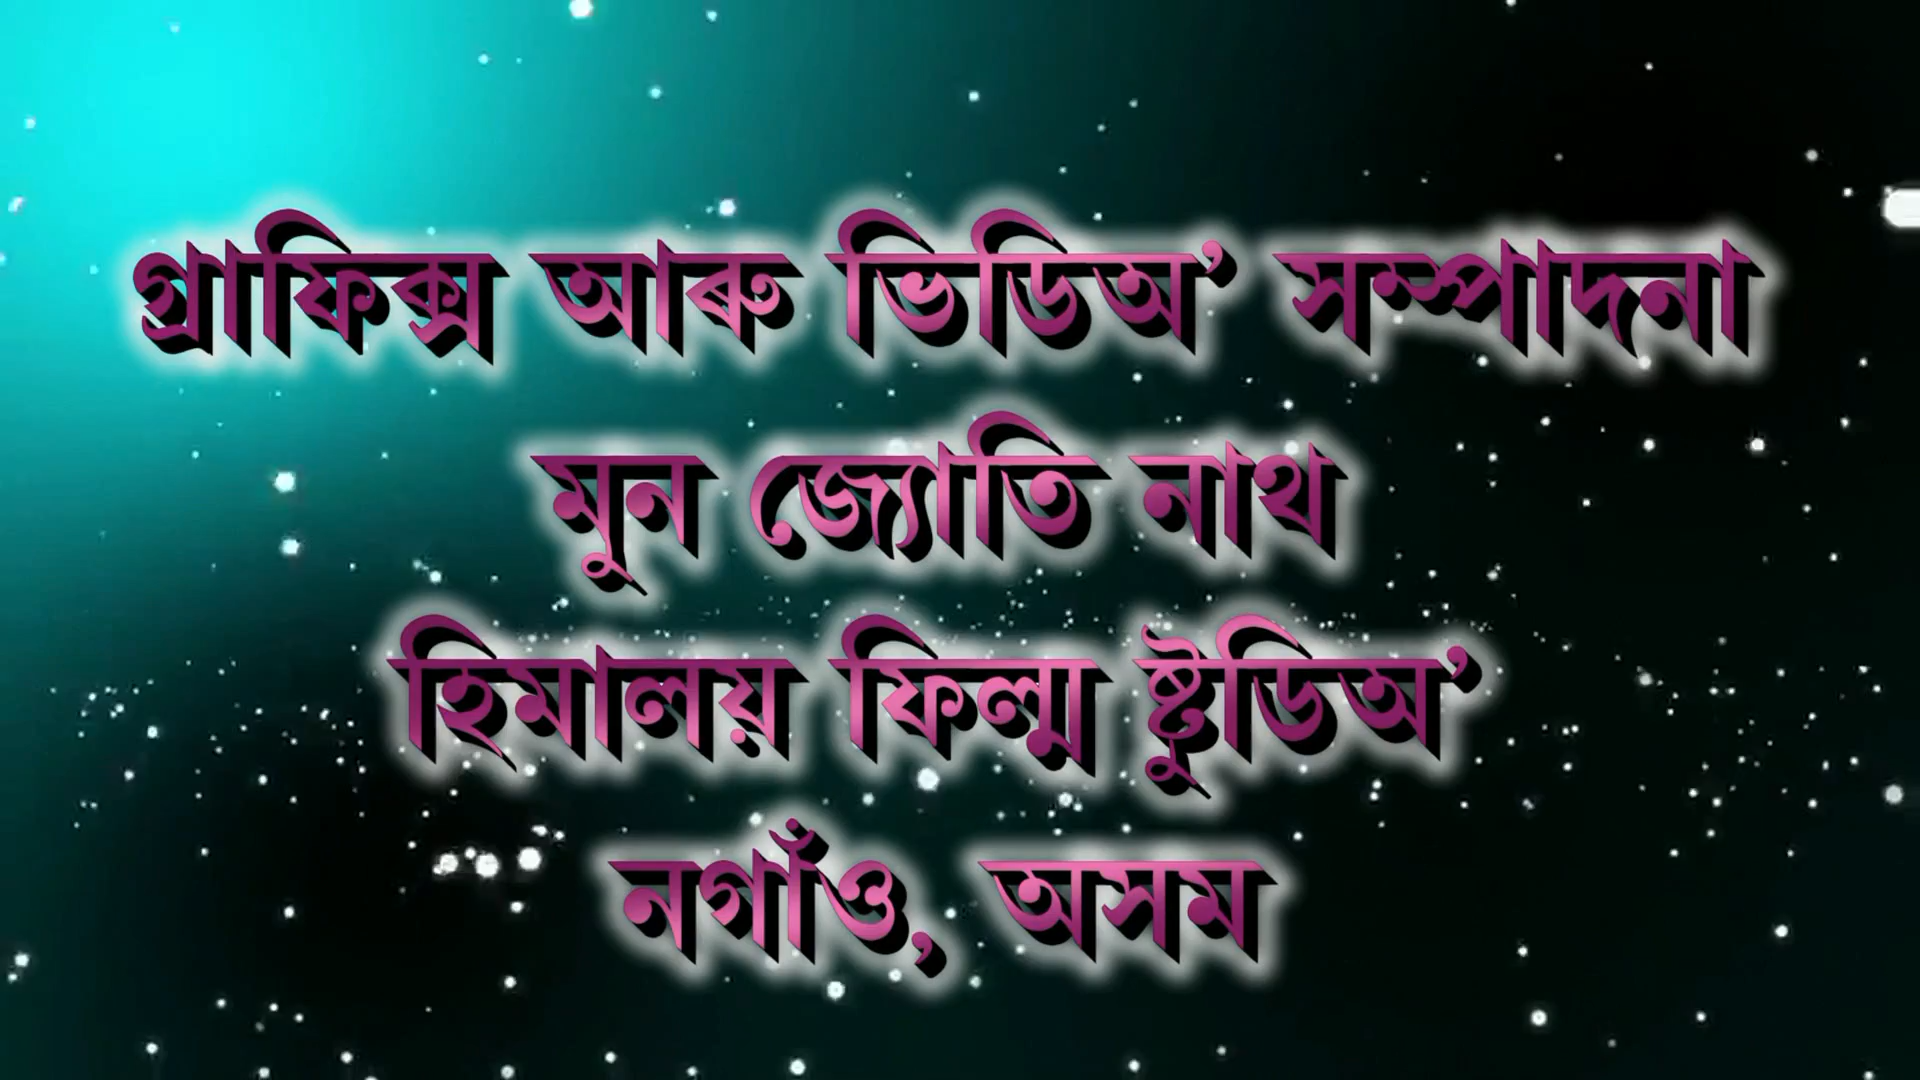 গ্ৰাফিক্স আৰু ভিডিঅ’ সম্পাদনা
মুন জ্যোতি নাথ
হিমালয় ফিল্ম ষ্টুডিঅ’
নগাঁও, অসম